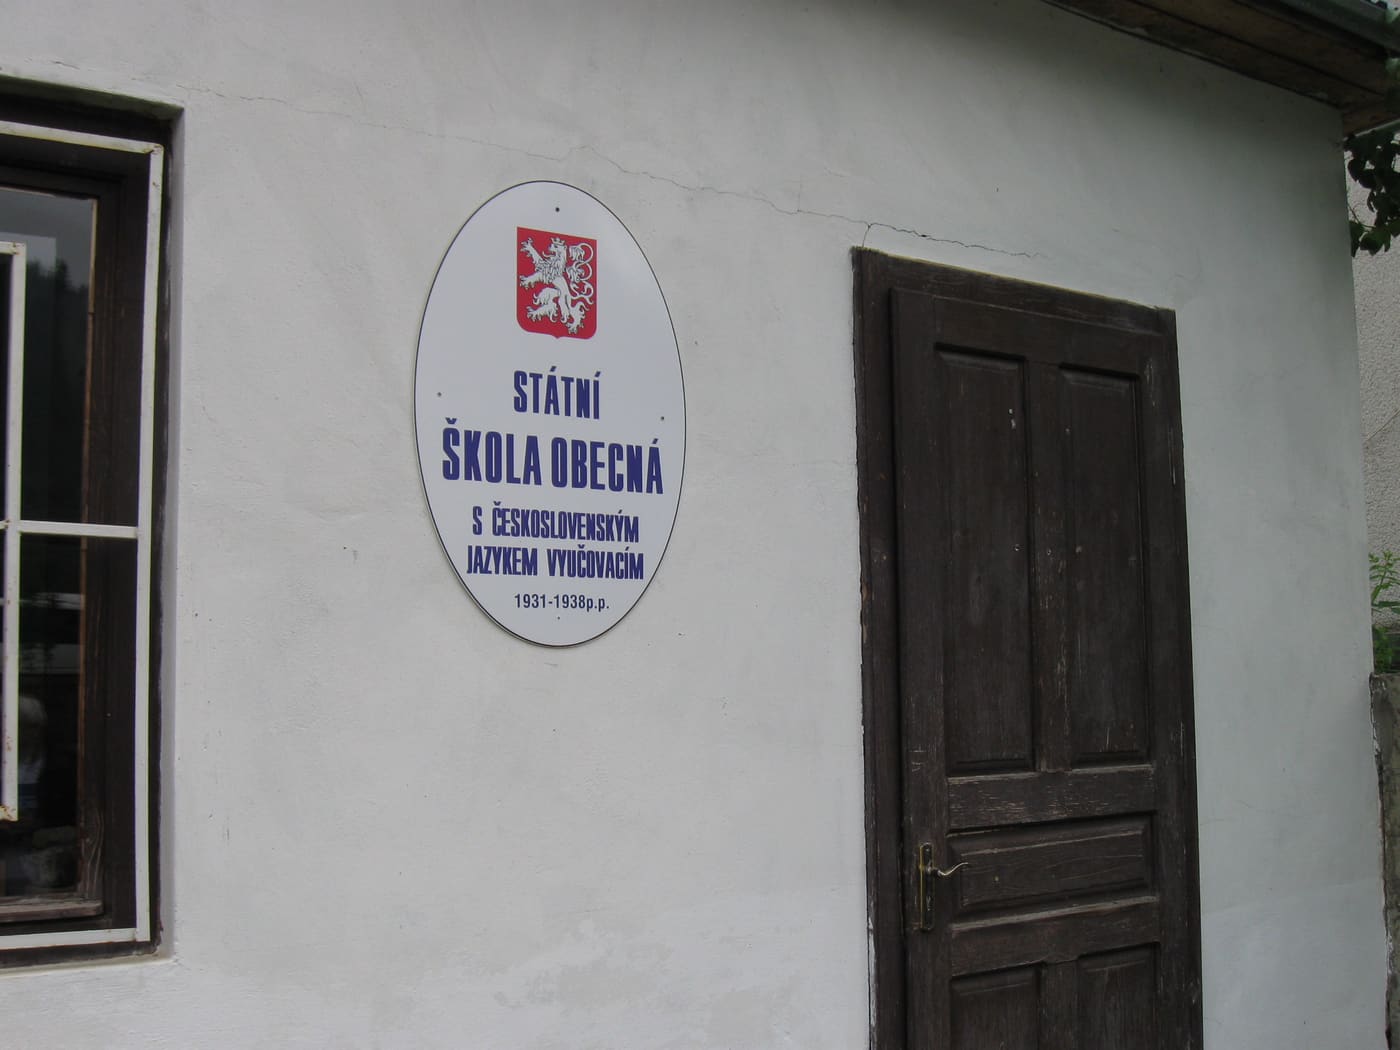 STÁTNÍ
ŠKOLA OBECNÁ
S ČESKOSLOVENSKÝM
JAZYKEM VYUČOVACÍM
1931-1938p.p.